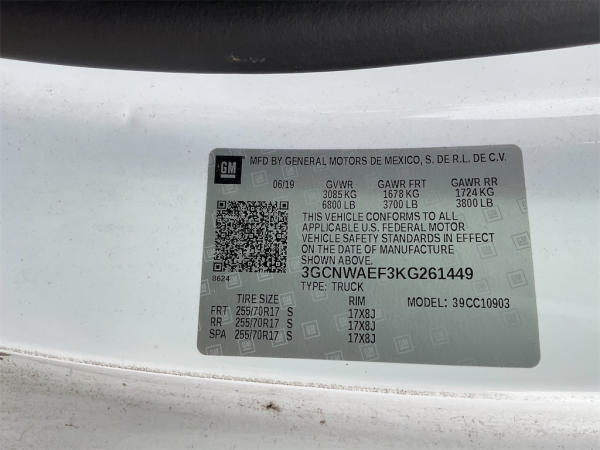 GM MFD BY GENERAL MOTORS DE MEXICO, S. DE R.L. DE C.V.
06/19 GVWR GAWR FRT GAWR RR
3085 KG 1678 KG 1724 KG
6800 LB 3700 LB 3800 LB
THIS VEHICLE CONFORMS TO ALL
APPLICABLE U.S. FEDERAL MOTOR
VEHICLE SAFETY STANDARDS IN EFFECT
ON THE DATE OF MANUFACTURE
SHOWN ABOVE.
8624 3GCNWAEF3KG261449
TYPE: TRUCK
TIRE SIZE RIM MODEL: 39CC10903
FRT 255/70R17 S 17X8J
RR 255/70R17 S 17X8J
SPA 255/70R17 S 17X8J